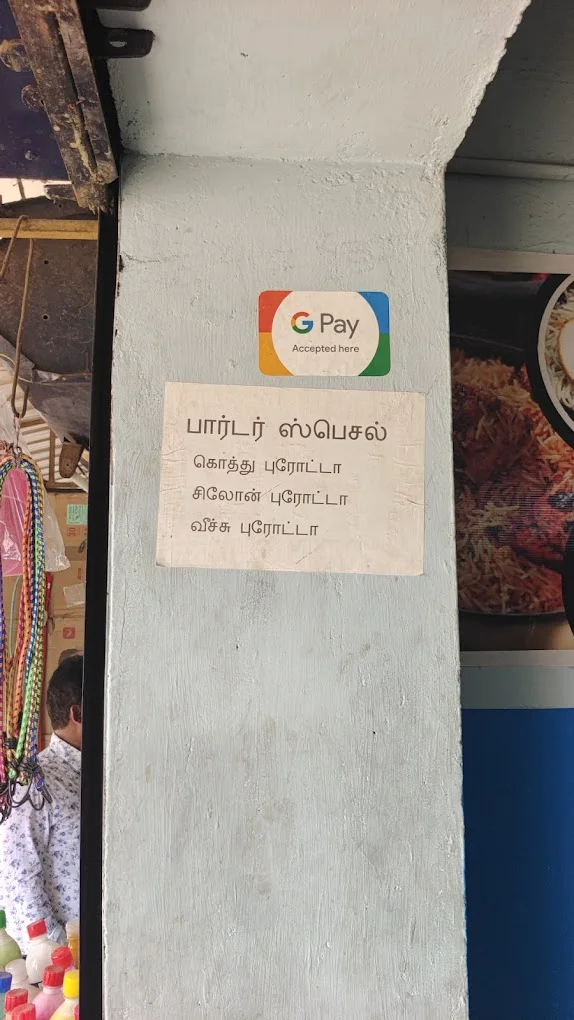 G Pay
Accepted here
பார்டர் ஸ்பெசல்
கொத்து புரோட்டா
சிலோன் புரோட்டா
வீச்சு புரோட்டா